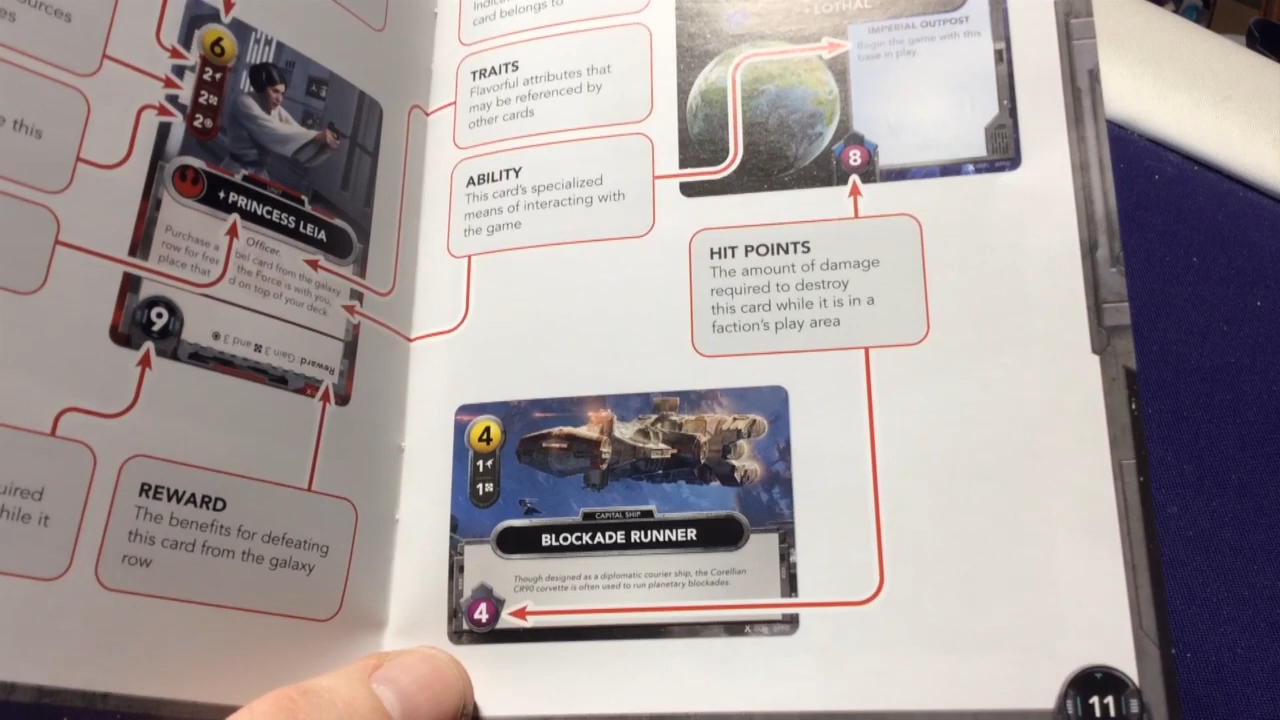 ources
es
e this
uired
hile it
6
2
2
2
UNIT
PRINCESS LEIA
Officer.
Purchase a
bel card from the galaxy
row for free
the Force is with you,
place that
d on top of your deck.
9
Reward: Gain 3 and 3
REWARD
The benefits for defeating
this card from the galaxy
row
card belongs to
TRAITS
Flavorful attributes that
may be referenced by
other cards
ABILITY
This card's specialized
means of interacting with
the game
LOTHAL
IMPERIAL OUTPOST
Begin the game with this
base in play.
8
HIT POINTS
The amount of damage
required to destroy
this card while it is in a
faction's play area
4
1
1
CAPITAL SHIP
BLOCKADE RUNNER
Though designed as a diplomatic courier ship, the Corellian
CR90 corvette is often used to run planetary blockades.
4
11